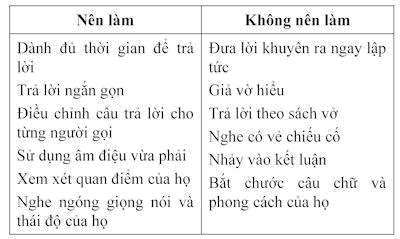 Nên làm
Dành đủ thời gian để trả
lời
Trả lời ngắn gọn
Điều chỉnh câu trả lời cho
từng người gọi
Sử dụng âm điệu vừa phải
Xem xét quan điểm của họ
Nghe ngóng giọng nói và
thái độ của họ
Không nên làm
Đưa lời khuyên ra ngay lập
tức
Giả vờ hiểu
Trả lời theo sách vở
Nghe có vẻ chiếu cố
Nhảy vào kết luận
Bắt chước câu chữ và
phong cách của họ